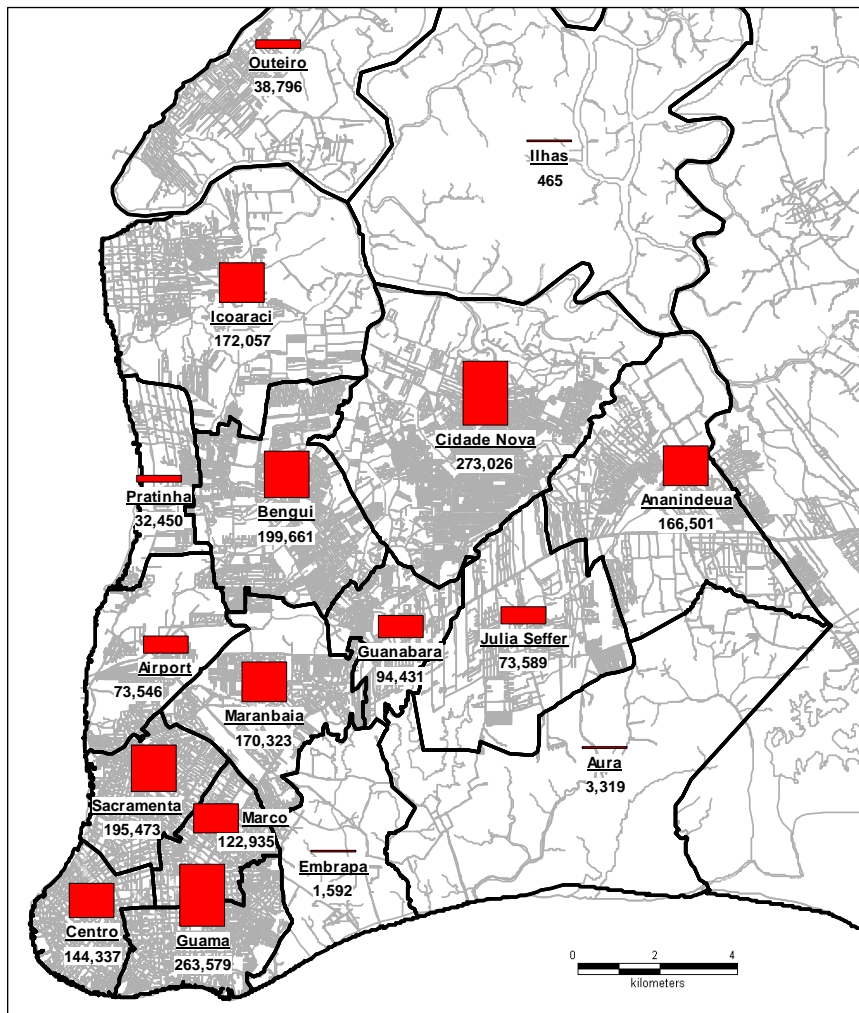 Outeiro
38,796
Ilhas
465
Icoaraci
172,057
Cidade Nova
273,026
Ananindeua
166,501
Pratinha
32,450
Bengui
199,661
Guanabara
94,431
Julia Seffer
73,589
Airport
73,546
Maranbaia
170,323
Aura
3,319
Sacramenta
195,473
Marco
122,935
Embrapa
1,592
Centro
144,337
Guama
263,579
0 2 4
kilometers